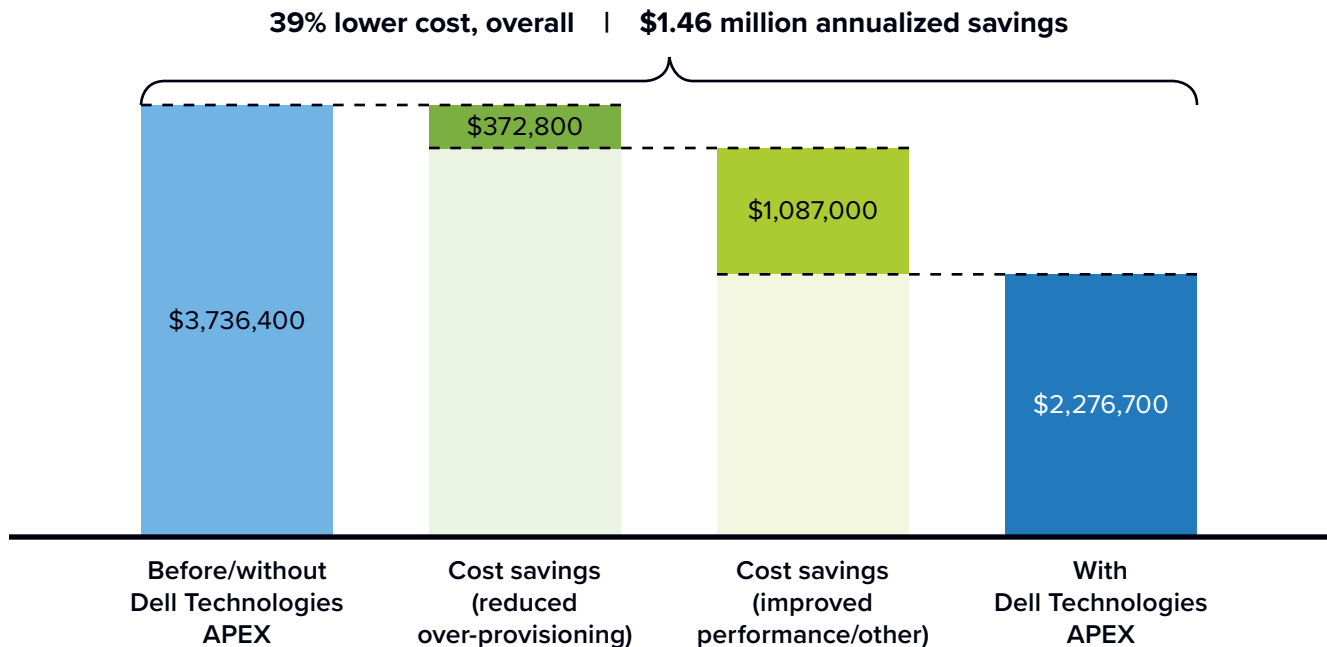 39% lower cost, overall | $1.46 million annualized savings
$372,800
$1,087,000
$3,736,400
$2,276,700
Before/without
Dell Technologies
APEX
Cost savings
(reduced
over-provisioning)
Cost savings
(improved
performance/other)
With
Dell Technologies
APEX